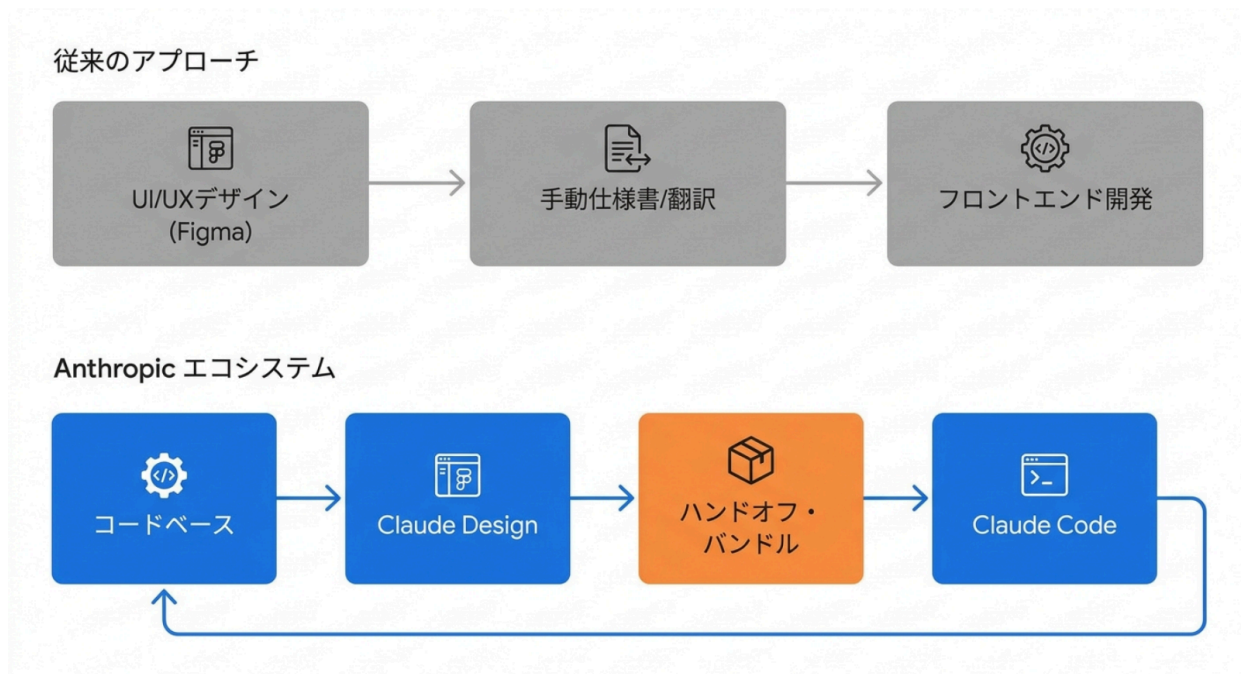 従来のアプローチ
UI/UXデザイン
(Figma)
手動仕様書/翻訳
フロントエンド開発
Anthropic エコシステム
コードベース
Claude Design
ハンドオフ・
バンドル
Claude Code